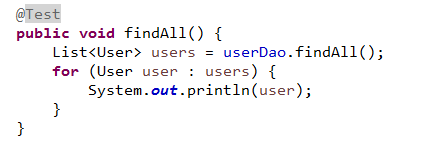 @Test
public void findAll() {
    List<User> users = userDao.findAll();
    for (User user : users) {
        System.out.println(user);
    }
}